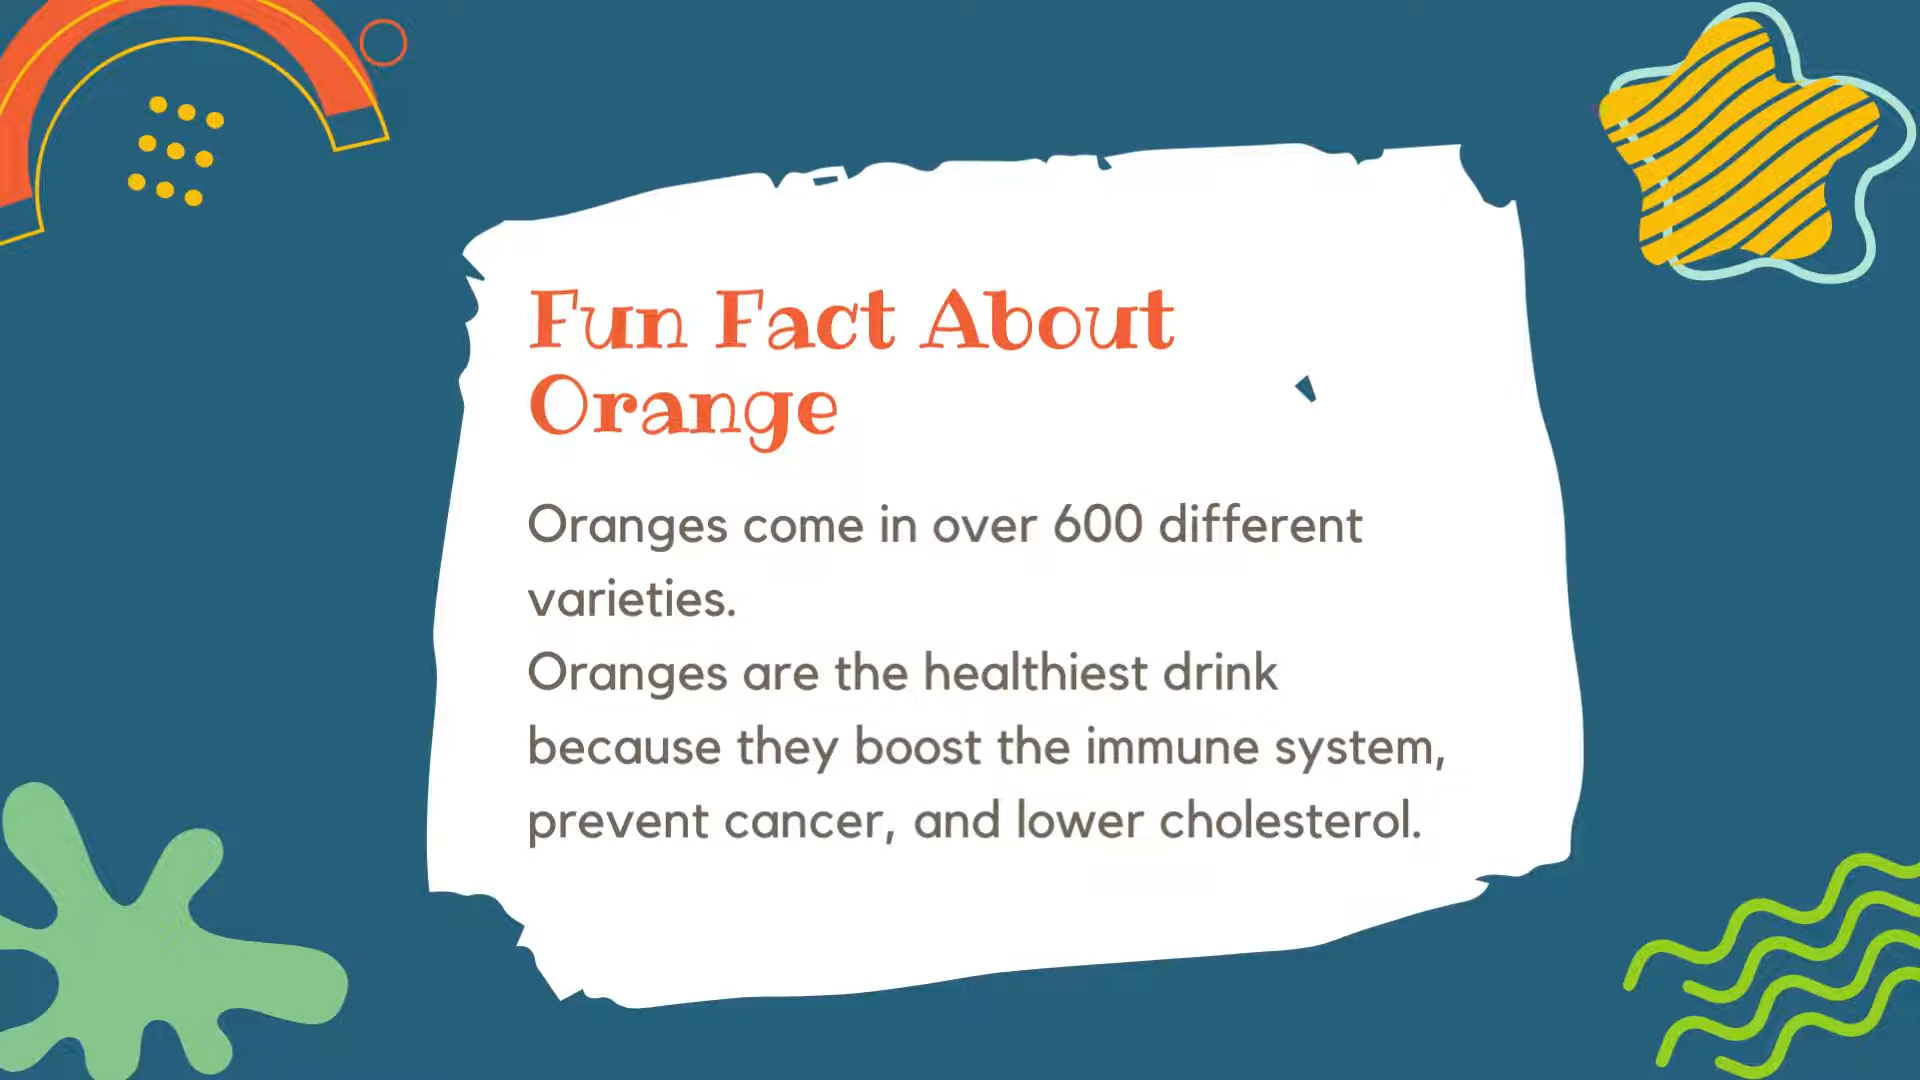 Fun Fact About
Orange
Oranges come in over 600 different
varieties.
Oranges are the healthiest drink
because they boost the immune system,
prevent cancer, and lower cholesterol.